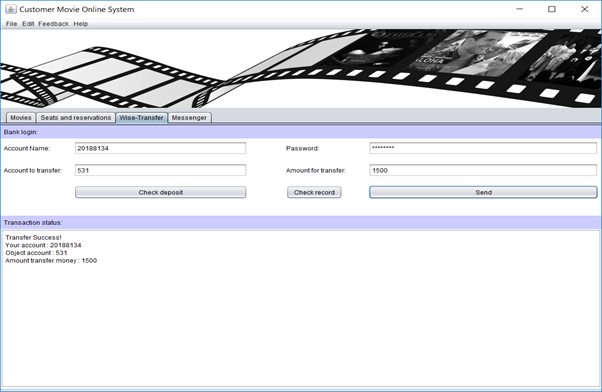 Customer Movie Online System
File Edit Feedback Help
ILOHA
Movies Seats and reservations Wise-Transfer Messenger
Bank login:
Account Name: 20188134 Password: ********
Account to transfer: 531 Amount for transfer: 1500
Check deposit Check record Send
Transaction status:
Transfer Success!
Your account : 20188134
Object account : 531
Amount transfer money : 1500